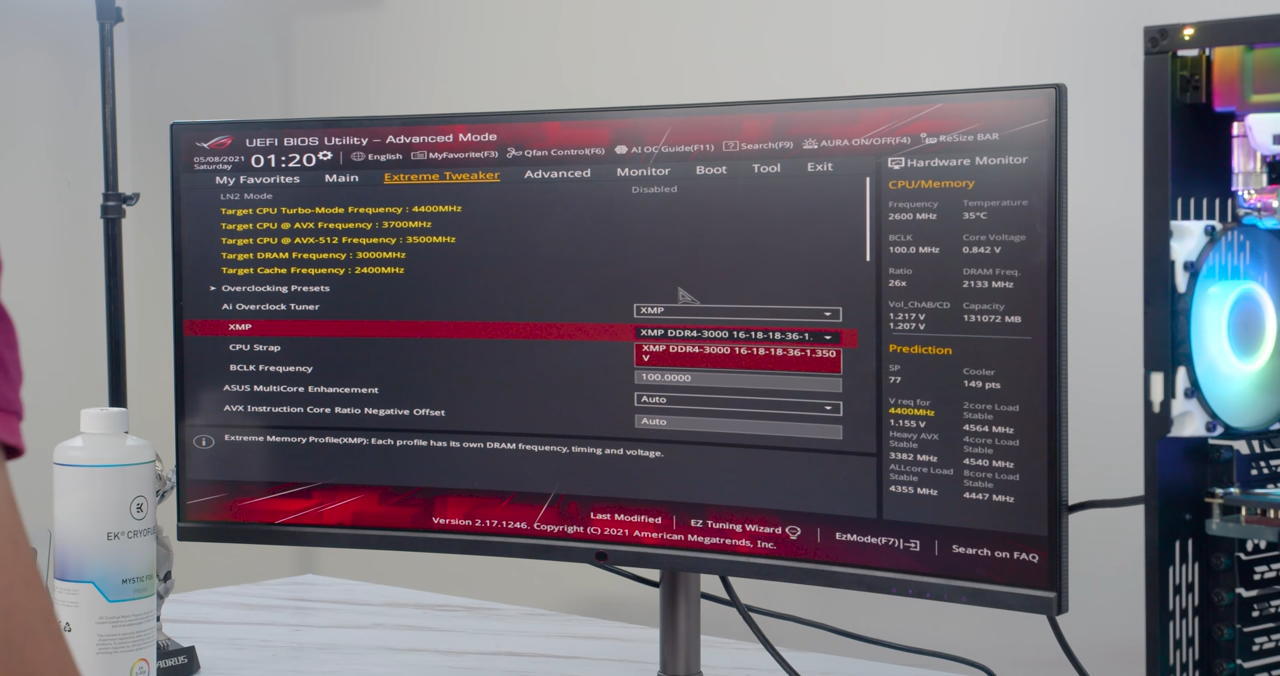 UEFI BIOS Utility – Advanced Mode
05/08/2021
Saturday
01:20
English
MyFavorite(F3)
Qfan Control(F6)
AI OC Guide(F11)
Search(F9)
AURA ON/OFF(F4)
ReSize BAR
My Favorites
Main
Extreme Tweaker
Advanced
Monitor
Boot
Tool
Exit
LN2 Mode
Disabled
Target CPU Turbo-Mode Frequency : 4400MHz
Target CPU @ AVX Frequency : 3700MHz
Target CPU @ AVX-512 Frequency : 3500MHz
Target DRAM Frequency : 3000MHz
Target Cache Frequency : 2400MHz
Overclocking Presets
Ai Overclock Tuner
XMP
XMP
XMP DDR4-3000 16-18-18-36-1.
XMP DDR4-3000 16-18-18-36-1.350
V
CPU Strap
BCLK Frequency
100.0000
ASUS MultiCore Enhancement
Auto
AVX Instruction Core Ratio Negative Offset
Auto
Extreme Memory Profile(XMP): Each profile has its own DRAM frequency, timing and voltage.
Hardware Monitor
CPU/Memory
Frequency
Temperature
2600 MHz
35°C
BCLK
Core Voltage
100.0 MHz
0.842 V
Ratio
DRAM Freq.
26x
2133 MHz
Vol_ChAB/CD
Capacity
1.217 V
131072 MB
1.207 V
Prediction
SP
Cooler
77
149 pts
V req for
2core Load
4400MHz
Stable
1.155 V
4564 MHz
Heavy AVX
4core Load
Stable
Stable
3382 MHz
4540 MHz
ALLcore Load
8core Load
Stable
Stable
4355 MHz
4447 MHz
Last Modified
EZ Tuning Wizard
EzMode(F7)
Search on FAQ
Version 2.17.1246. Copyright (C) 2021 American Megatrends, Inc.
EK® CRYOFU
MYSTIC FO
AORUS